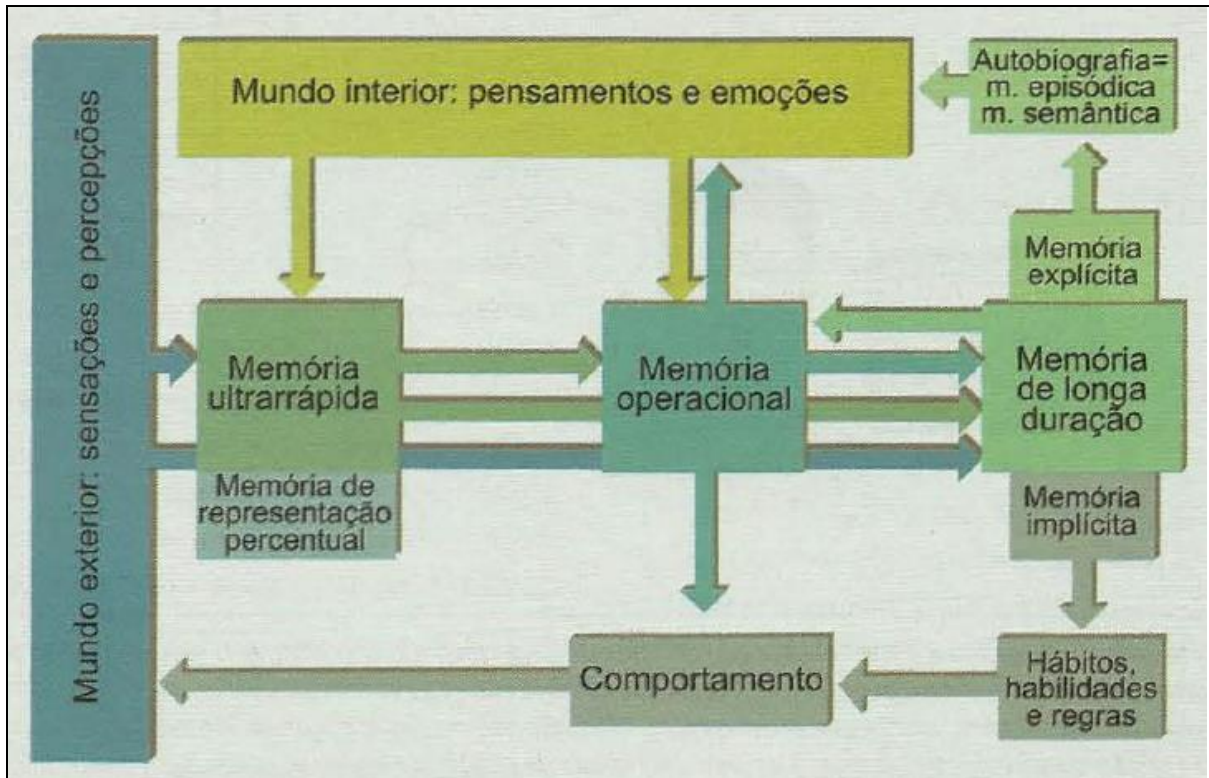 Mundo exterior: sensações e percepções
Mundo interior: pensamentos e emoções
Autobiografia=
m. episódica
m. semântica
Memória
explícita
Memória
ultrarrápida
Memória
operacional
Memória
de longa
duração
Memória de
representação
percentual
Memória
implícita
Comportamento
Hábitos,
habilidades
e regras